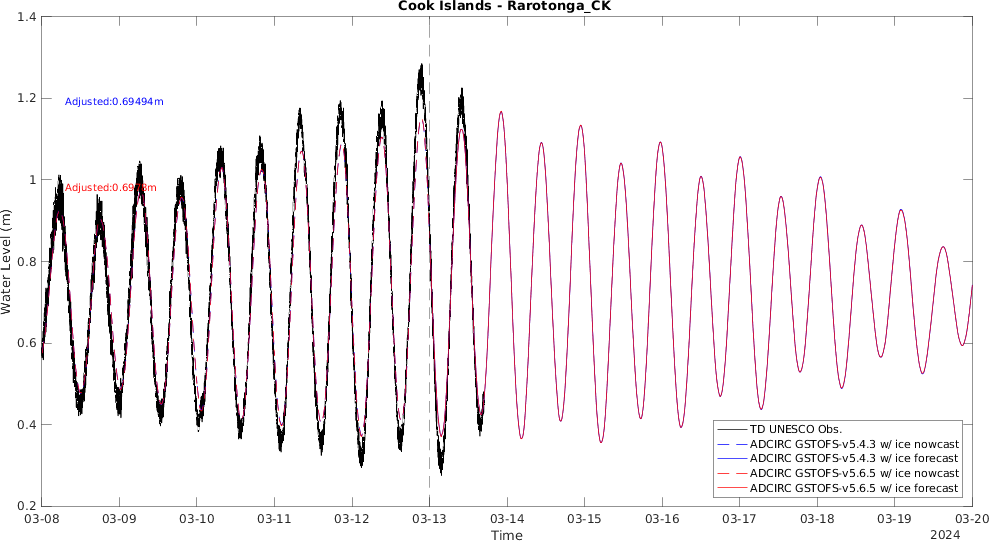 Cook Islands - Rarotonga_CK
1.4
1.2
1
0.8
0.6
0.4
0.2
Water Level (m)
Adjusted:0.69494m
TD UNESCO Obs.
ADCIRC GSTOFS-v5.4.3 w/ ice nowcast
ADCIRC GSTOFS-v5.4.3 w/ ice forecast
ADCIRC GSTOFS-v5.6.5 w/ ice nowcast
ADCIRC GSTOFS-v5.6.5 w/ ice forecast
03-08 03-09 03-10 03-11 03-12 03-13 03-14 03-15 03-16 03-17 03-18 03-19 03-20
Time
2024